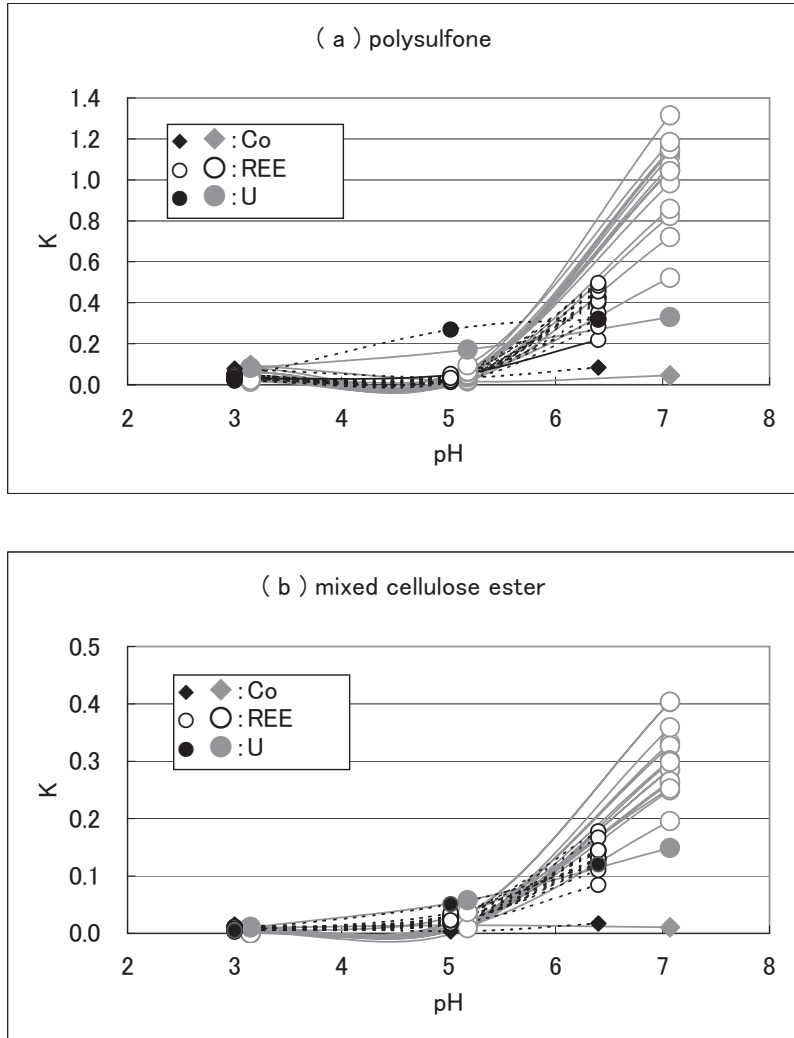 ( a ) polysulfone
1.4
1.2
1.0
0.8
0.6
0.4
0.2
0.0
K
: Co
: REE
: U
2 3 4 5 6 7 8
pH
( b ) mixed cellulose ester
0.5
0.4
0.3
0.2
0.1
0.0
K
: Co
: REE
: U
2 3 4 5 6 7 8
pH